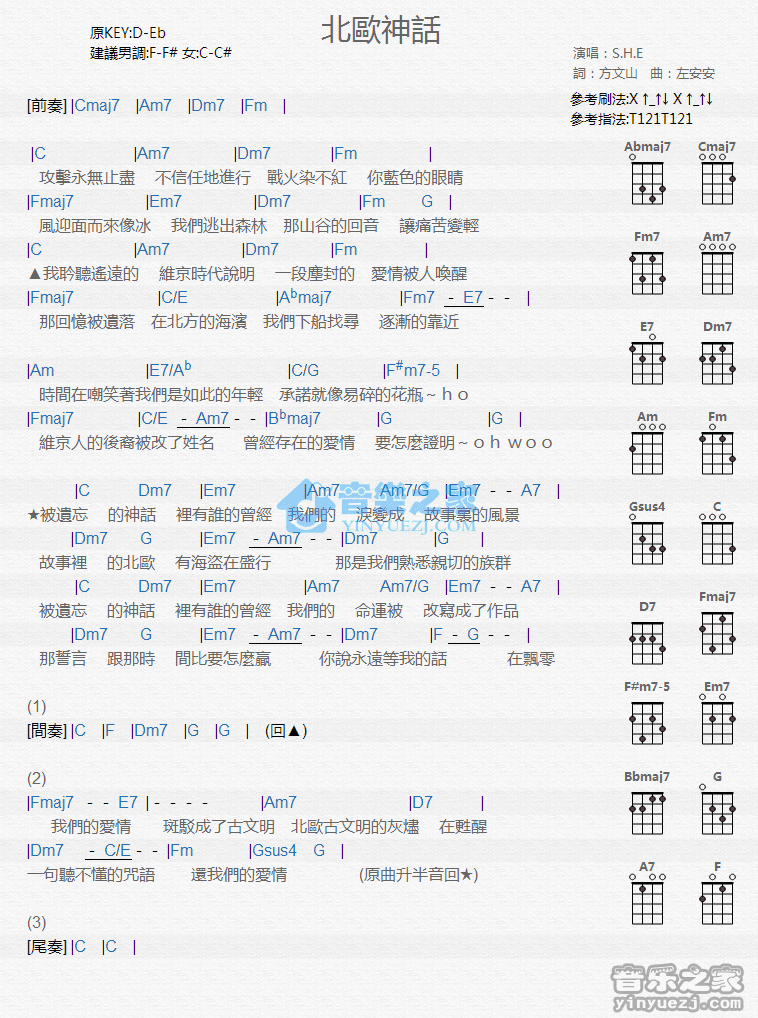 北歐神話
原KEY:D-Eb
建議男調:F-F# 女:C-C#
演唱：S.H.E
詞：方文山　曲：左安安
參考刷法:X ↑_↑↓ X ↑_↑↓
參考指法:T121T121
[前奏] |Cmaj7 |Am7 |Dm7 |Fm |
|C |Am7 |Dm7 |Fm |
攻擊永無止盡　不信任地進行　戰火染不紅　你藍色的眼睛
|Fmaj7 |Em7 |Dm7 |Fm G |
風迎面而來像冰　我們逃出森林　那山谷的回音　讓痛苦變輕
|C |Am7 |Dm7 |Fm |
▲我聆聽遙遠的　維京時代說明　一段塵封的　愛情被人喚醒
|Fmaj7 |C/E |Abmaj7 |Fm7 - E7 - - |
那回憶被遺落　在北方的海濱　我們下船找尋　逐漸的靠近
|Am |E7/Ab |C/G |F#m7-5 |
時間在嘲笑著我們是如此的年輕　承諾就像易碎的花瓶～ｈｏ
|Fmaj7 |C/E - Am7 - - |Bbmaj7 |G |G |
維京人的後裔被改了姓名　曾經存在的愛情　要怎麼證明～ｏｈ ｗｏｏ
|C Dm7 |Em7 |Am7 Am7/G |Em7 - - A7 |
★被遺忘　的神話　裡有誰的曾經　我們的　淚變成　故事裏的風景
|Dm7 G |Em7 - Am7 - - |Dm7 |G |
故事裡　的北歐　有海盜在盛行　那是我們熟悉親切的族群
|C Dm7 |Em7 |Am7 Am7/G |Em7 - - A7 |
被遺忘　的神話　裡有誰的曾經　我們的　命運被　改寫成了作品
|Dm7 G |Em7 - Am7 - - |Dm7 |F - G - - |
那誓言　跟那時　間比要怎麼贏　你說永遠等我的話　在飄零
(1)
[間奏] |C |F |Dm7 |G |G | (回▲)
(2)
|Fmaj7 - - E7 | - - - - |Am7 |D7 |
我們的愛情　斑駁成了古文明　北歐古文明的灰燼　在甦醒
|Dm7 - C/E - - |Fm |Gsus4 G |
一句聽不懂的咒語　還我們的愛情　(原曲升半音回★)
(3)
[尾奏] |C |C |
Abmaj7 Cmaj7
Fm7 Am7
E7 Dm7
Am Fm
Gsus4 C
D7 Fmaj7
F#m7-5 Em7
Bbmaj7 G
A7 F
音樂之家
YINYUEZJ.COM
音乐之家
yinyuezj.com